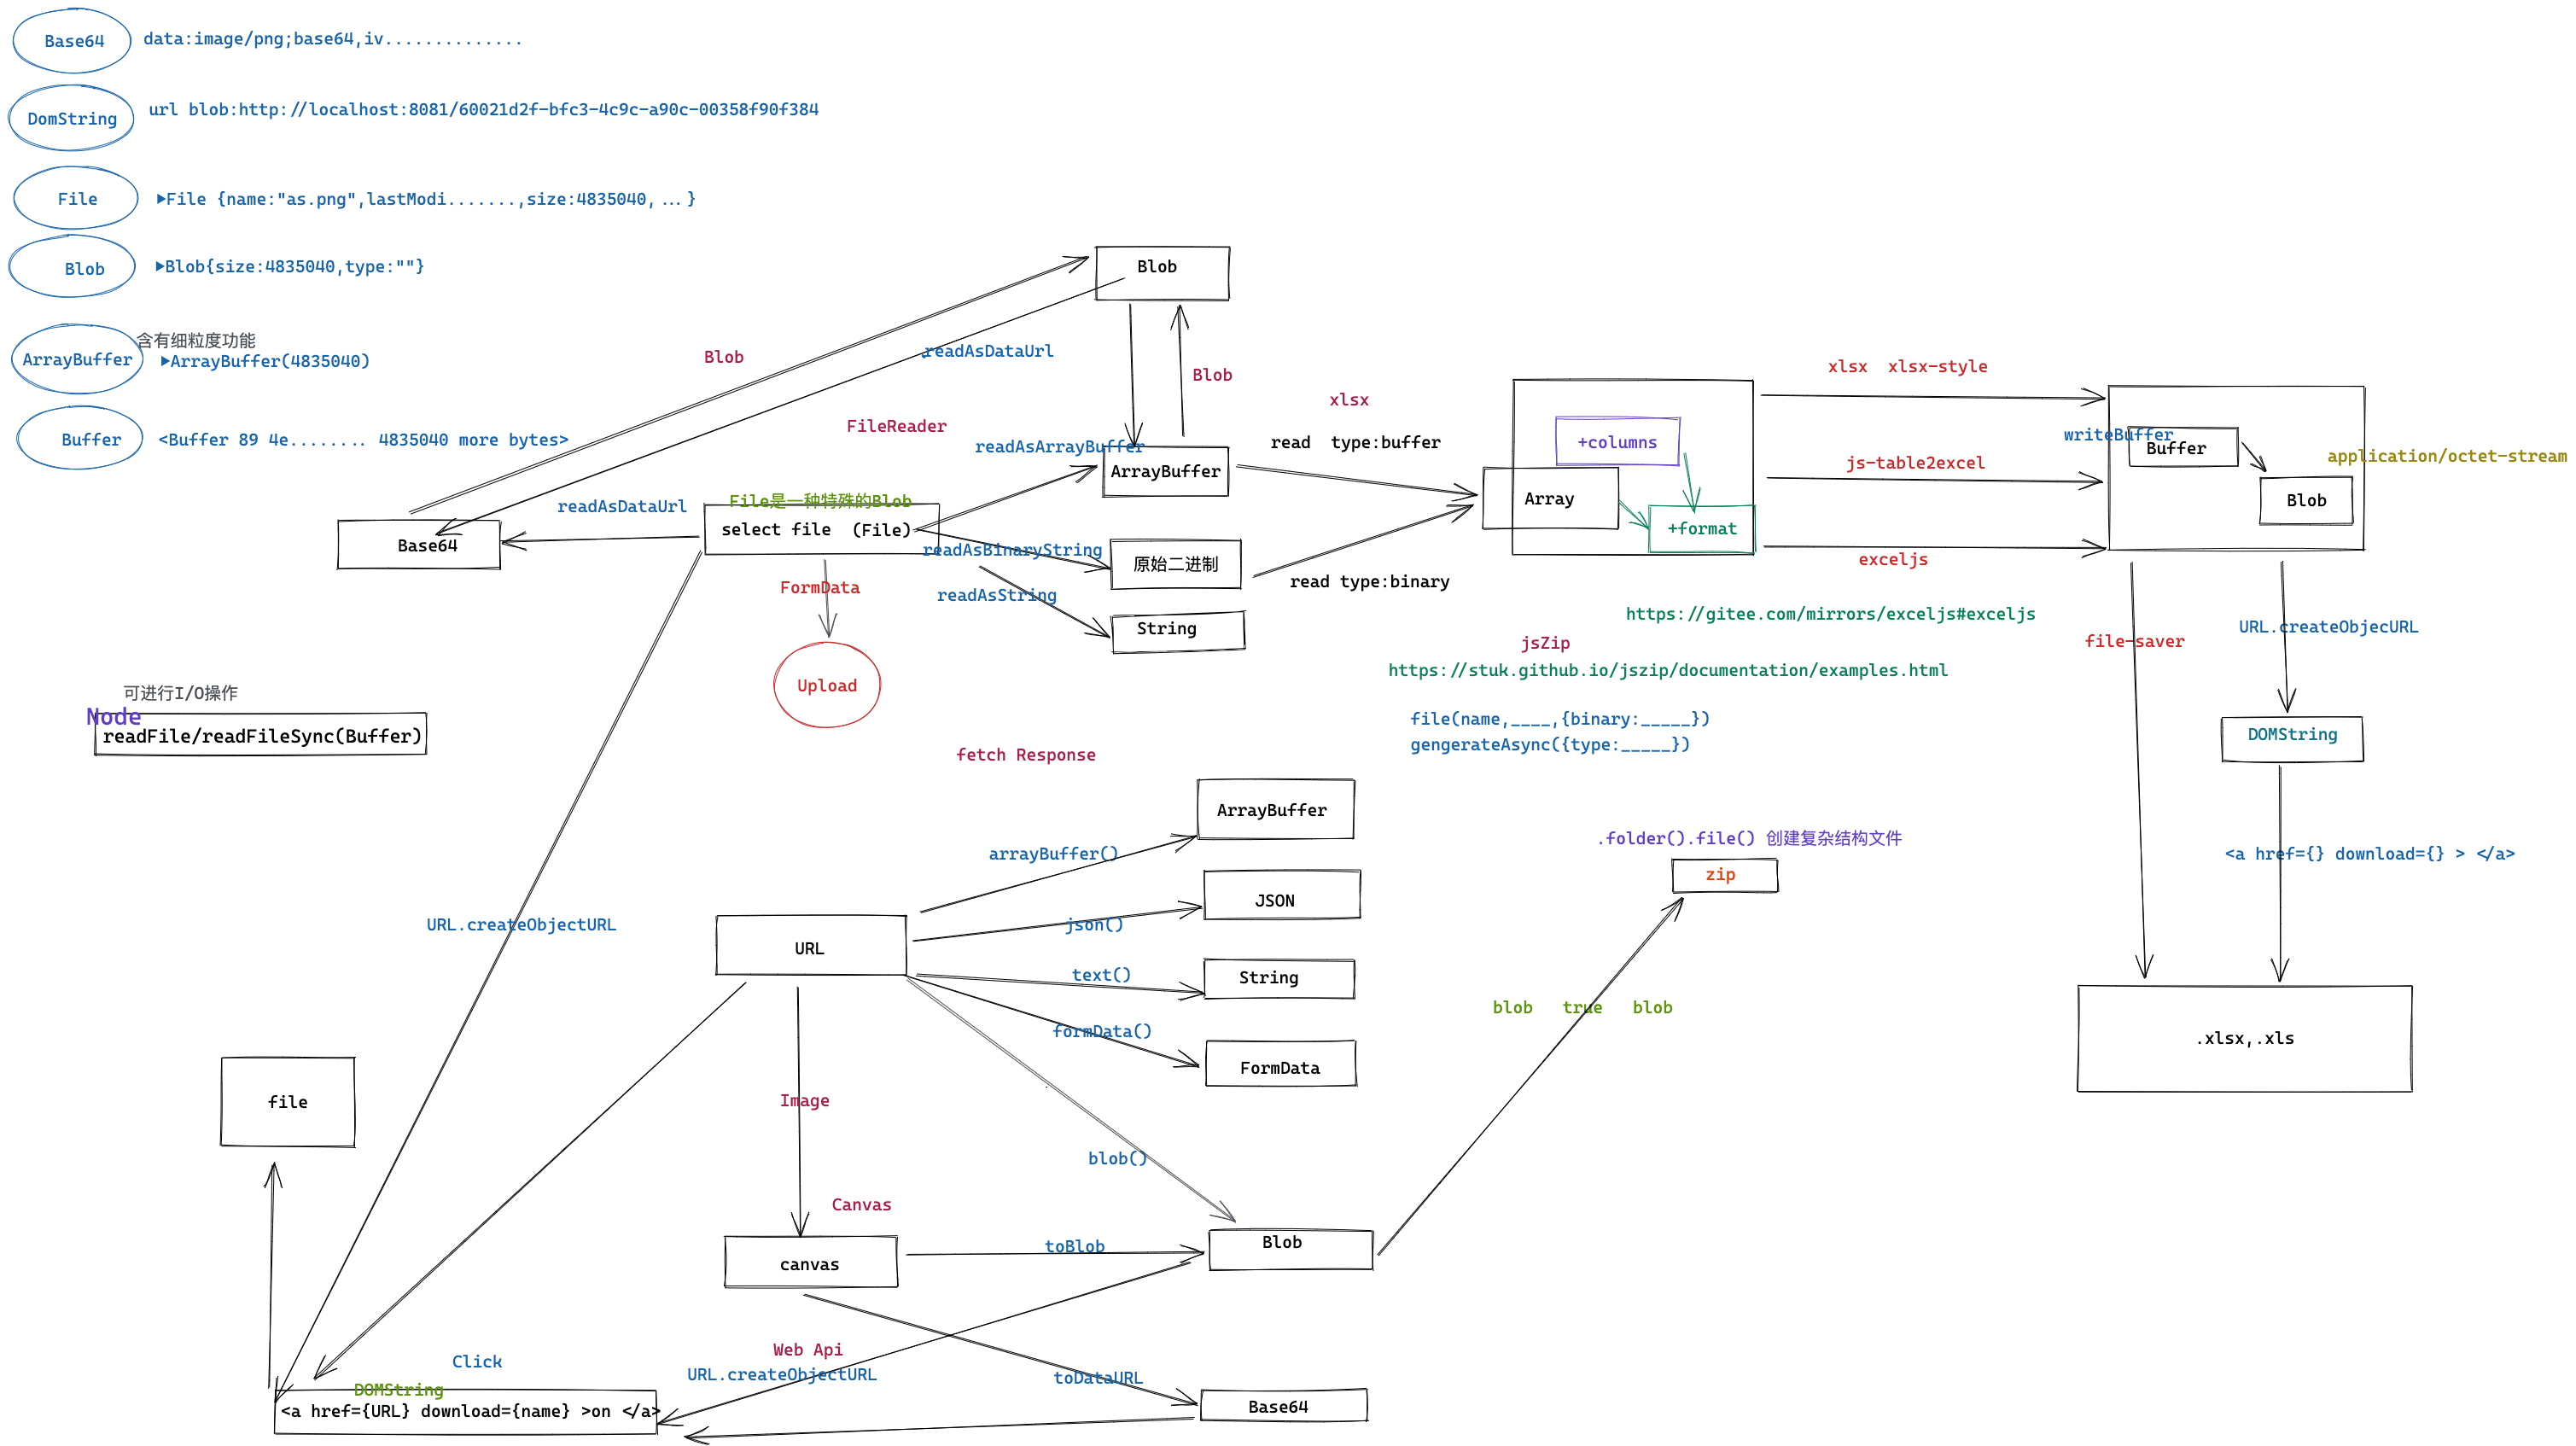 Base64
data:image/png;base64,iv..............
DomString
url blob:http://localhost:8081/60021d2f-bfc3-4c9c-a90c-00358f90f384
File
▶File {name:"as.png",lastModi.......,size:4835040,...}
Blob
▶Blob{size:4835040,type:""}
含有细粒度功能
ArrayBuffer
▶ArrayBuffer(4835040)
Buffer
<Buffer 89 4e........ 4835040 more bytes>
Blob
Blob
.readAsDataUrl
Blob
FileReader
readAsArrayBuffer
ArrayBuffer
readAsDataUrl
File是一种特殊的Blob
select file  (File)
Base64
readAsBinaryString
原始二进制
FormData
readAsString
String
Upload
xlsx
read  type:buffer
read type:binary
+columns
Array
+format
xlsx  xlsx-style
js-table2excel
exceljs
writeBuffer
Buffer
application/octet-stream
Blob
https://gitee.com/mirrors/exceljs#exceljs
jsZip
https://stuk.github.io/jszip/documentation/examples.html
file(name,____,{binary:_____})
gengerateAsync({type:_____})
file-saver
URL.createObjecURL
DOMString
<a href={} download={} > </a>
.xlsx,.xls
可进行I/O操作
Node
readFile/readFileSync(Buffer)
fetch Response
ArrayBuffer
arrayBuffer()
JSON
json()
URL
text()
String
formData()
FormData
.folder().file() 创建复杂结构文件
zip
blob   true   blob
URL.createObjectURL
file
Image
blob()
Canvas
canvas
toBlob
Blob
Web Api
URL.createObjectURL
toDataURL
Base64
Click
DOMString
<a href={URL} download={name} >on </a>